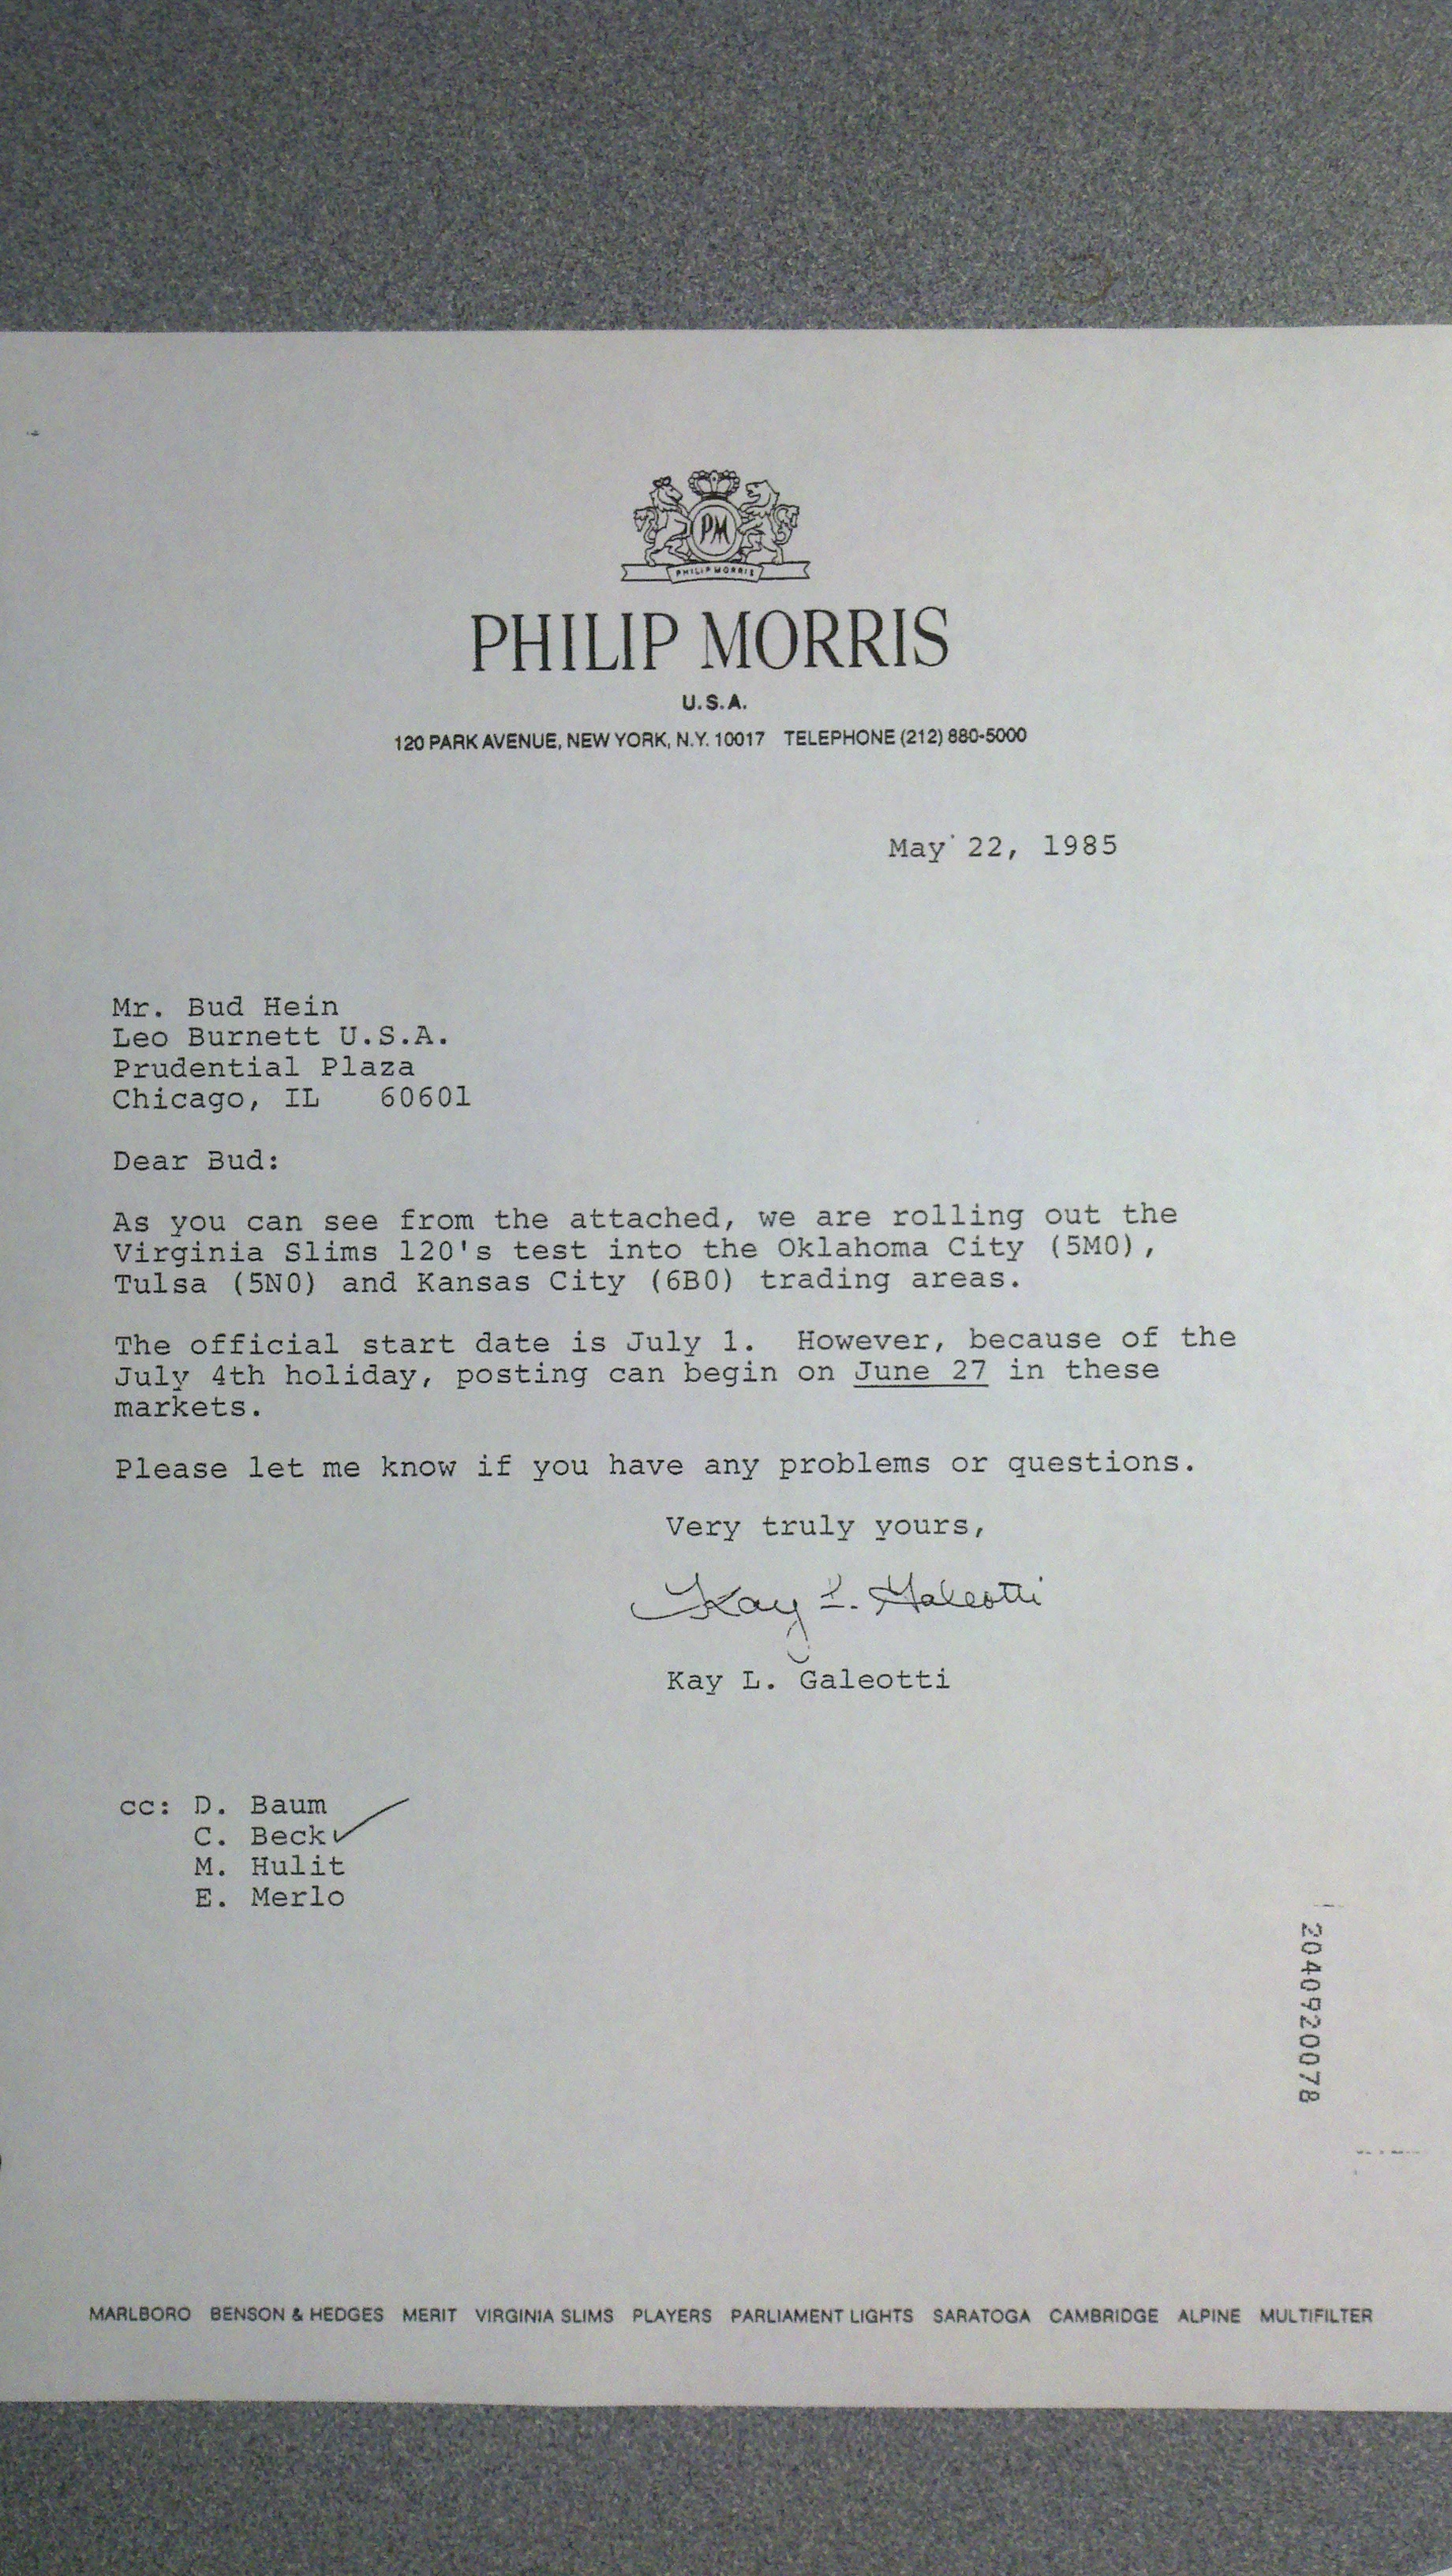 PM
PHILIP MORRIS
PHILIP MORRIS
U.S.A.
120 PARK AVENUE, NEW YORK, N.Y. 10017 TELEPHONE (212) 880-5000
May 22, 1985
Mr. Bud Hein
Leo Burnett U.S.A.
Prudential Plaza
Chicago, IL 60601
Dear Bud:
As you can see from the attached, we are rolling out the
Virginia Slims 120's test into the Oklahoma City (5M0),
Tulsa (5N0) and Kansas City (6B0) trading areas.
The official start date is July 1. However, because of the
July 4th holiday, posting can begin on June 27 in these
markets.
Please let me know if you have any problems or questions.
Very truly yours,
Kay L. Galeotti
Kay L. Galeotti
cc: D. Baum
C. Beck
M. Hulit
E. Merlo
2040920078
MARLBORO BENSON & HEDGES MERIT VIRGINIA SLIMS PLAYERS PARLIAMENT LIGHTS SARATOGA CAMBRIDGE ALPINE MULTIFILTER